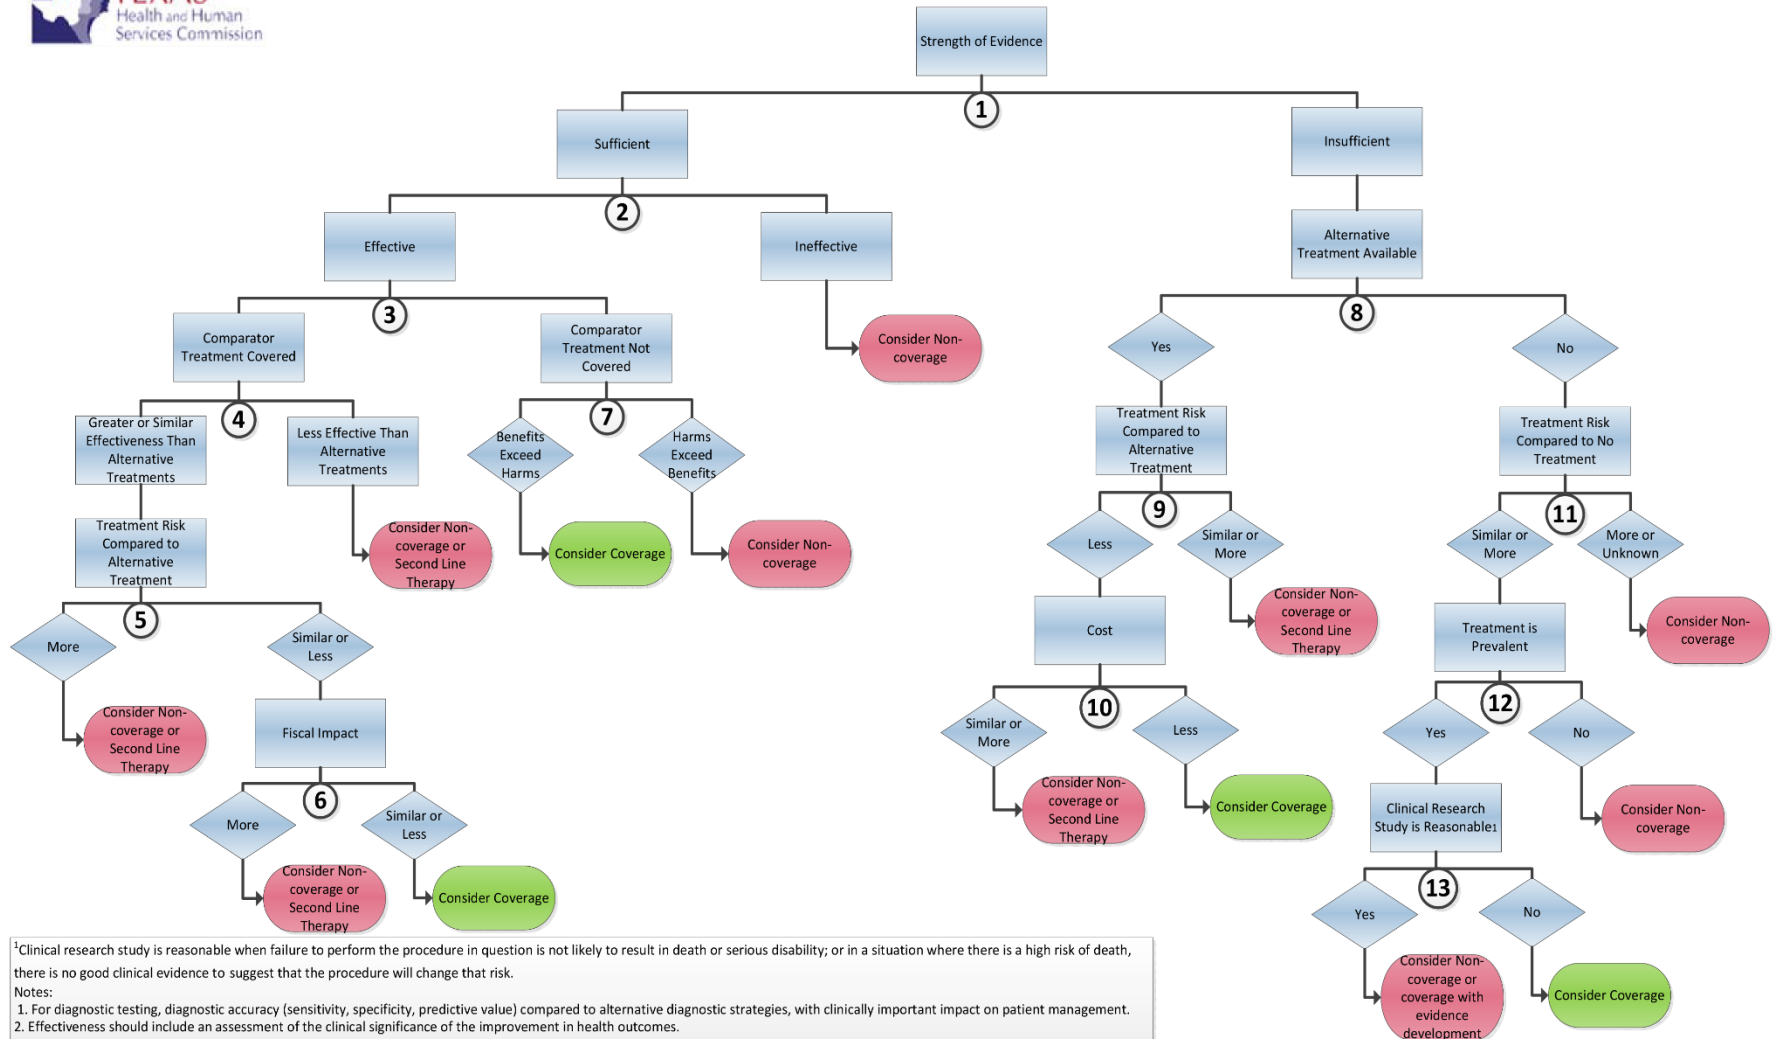 TEXAS
Health and Human
Services Commission
Strength of Evidence
1
Sufficient
Insufficient
2
Effective
Ineffective
Alternative
Treatment Available
3
8
Comparator
Treatment Covered
Comparator
Treatment Not
Covered
Consider Non-
coverage
Yes
No
4
7
Greater or Similar
Effectiveness Than
Alternative
Treatments
Less Effective Than
Alternative
Treatments
Benefits
Exceed
Harms
Harms
Exceed
Benefits
Treatment Risk
Compared to
Alternative
Treatment
Treatment Risk
Compared to No
Treatment
9
11
Treatment Risk
Compared to
Alternative
Treatment
Consider Non-
coverage or
Second Line
Therapy
Consider Coverage
Consider Non-
coverage
Less
Similar or
More
Similar or
More
More or
Unknown
5
More
Similar or
Less
Cost
Consider Non-
coverage or
Second Line
Therapy
Treatment is
Prevalent
Consider Non-
coverage
10
12
Consider Non-
coverage or
Second Line
Therapy
Fiscal Impact
Similar or
More
Less
Yes
No
6
More
Similar or
Less
Consider Non-
coverage or
Second Line
Therapy
Consider Coverage
Clinical Research
Study is Reasonable1
Consider Non-
coverage
13
Consider Non-
coverage or
Second Line
Therapy
Consider Coverage
Yes
No
Consider Non-
coverage or
coverage with
evidence
development
Consider Coverage
1Clinical research study is reasonable when failure to perform the procedure in question is not likely to result in death or serious disability; or in a situation where there is a high risk of death,
there is no good clinical evidence to suggest that the procedure will change that risk.
Notes:
1. For diagnostic testing, diagnostic accuracy (sensitivity, specificity, predictive value) compared to alternative diagnostic strategies, with clinically important impact on patient management.
2. Effectiveness should include an assessment of the clinical significance of the improvement in health outcomes.